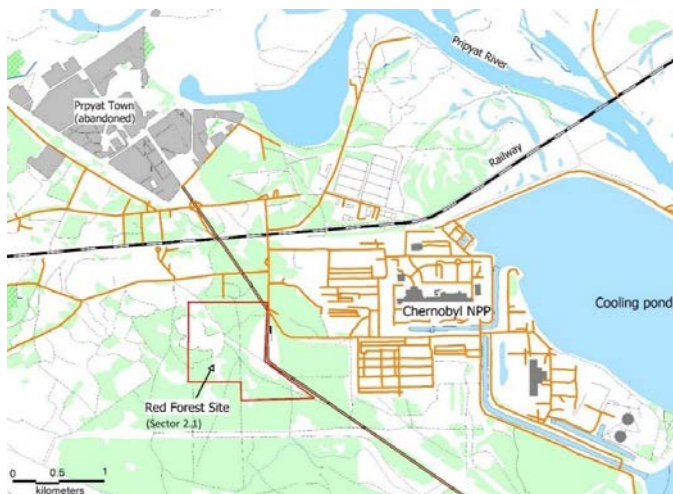 Pripyat River
Prpyat Town
(abandoned)
Railway
Cooling pond
Chernobyl NPP
Red Forest Site
(Sector 2.1)
0 0.5 1
kilometers